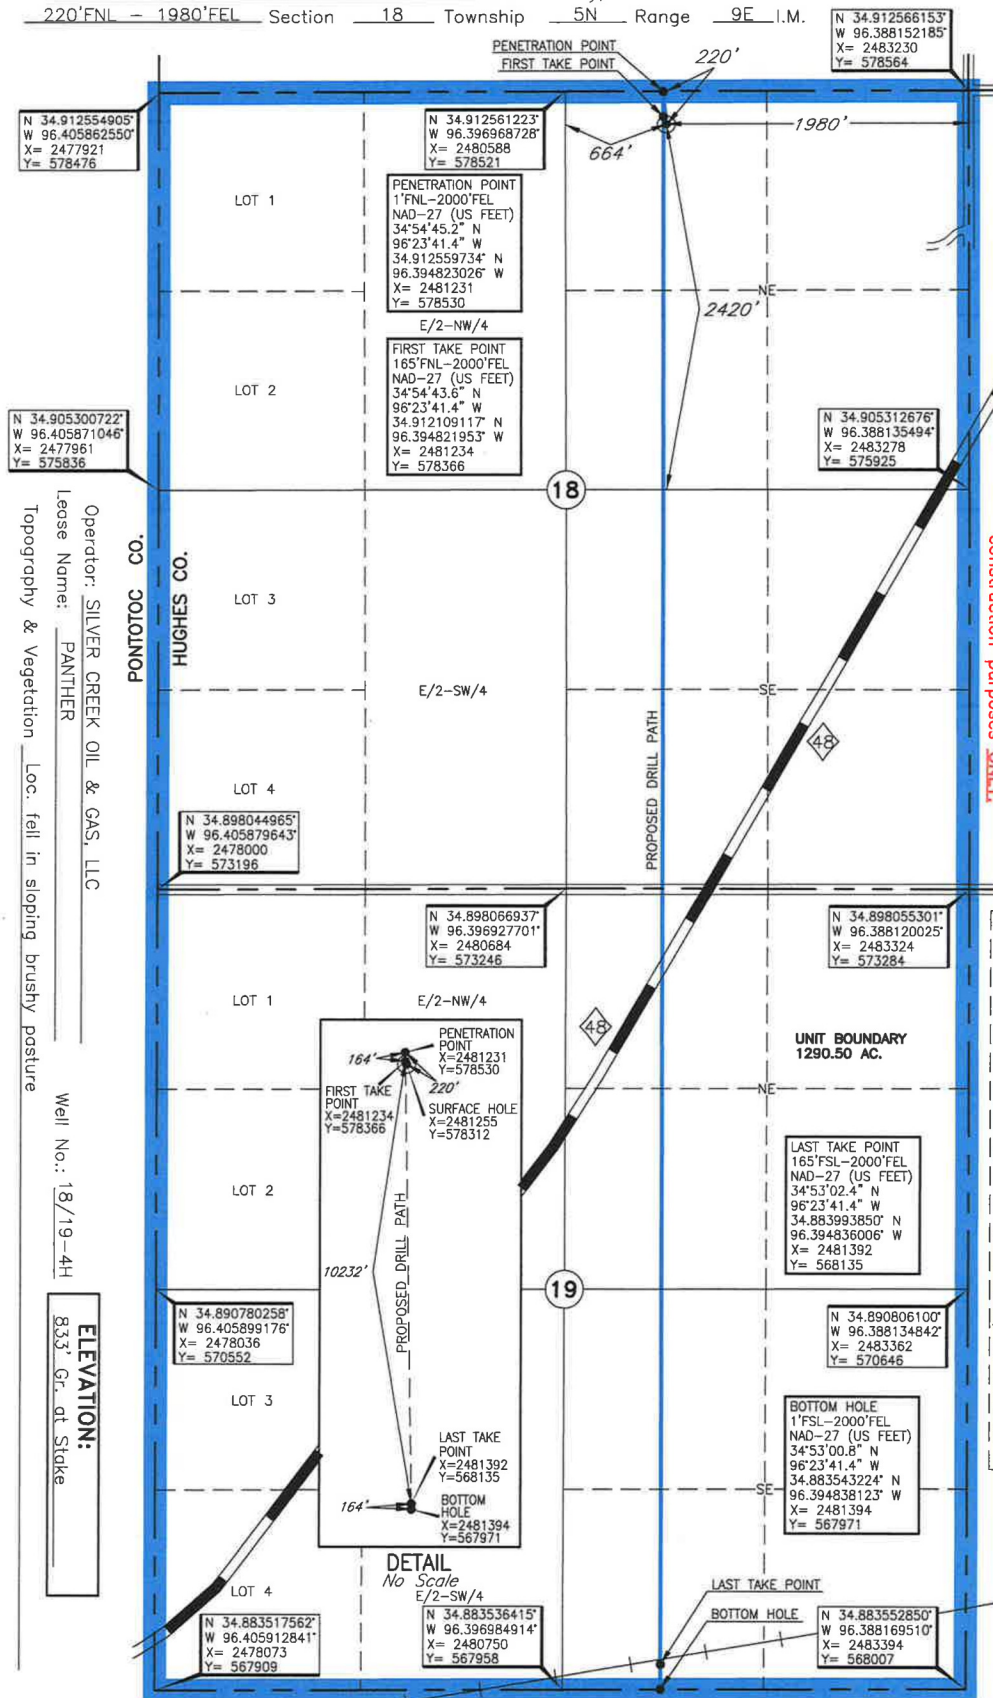 220'FNL – 1980'FEL Section 18 Township 5N Range 9E I.M.
N 34.912566153°
W 96.388152185°
X= 2483230
Y= 578564
PENETRATION POINT
FIRST TAKE POINT
220'
N 34.912554905°
W 96.405862550°
X= 2477921
Y= 578476
N 34.912561223°
W 96.396968728°
X= 2480588
Y= 578521
664'
1980'
LOT 1
PENETRATION POINT
1'FNL-2000'FEL
NAD-27 (US FEET)
34°54'45.2" N
96°23'41.4" W
34.912559734° N
96.394823026° W
X= 2481231
Y= 578530
E/2-NW/4
NE
2420'
FIRST TAKE POINT
165'FNL-2000'FEL
NAD-27 (US FEET)
34°54'43.6" N
96°23'41.4" W
34.912109117° N
96.394821953° W
X= 2481234
Y= 578366
LOT 2
N 34.905300722°
W 96.405871046°
X= 2477961
Y= 575836
N 34.905312676°
W 96.388135494°
X= 2483278
Y= 575925
18
PONTOTOC CO.
HUGHES CO.
LOT 3
E/2-SW/4
SE
48
PROPOSED DRILL PATH
construction purposes ONLY
LOT 4
N 34.898044965°
W 96.405879643°
X= 2478000
Y= 573196
Operator: SILVER CREEK OIL & GAS, LLC
Lease Name: PANTHER
Well No.: 18/19-4H
Topography & Vegetation Loc. fell in sloping brushy pasture
ELEVATION:
833' Gr. at Stake
N 34.898066937°
W 96.396927701°
X= 2480684
Y= 573246
N 34.898055301°
W 96.388120025°
X= 2483324
Y= 573284
LOT 1
E/2-NW/4
48
UNIT BOUNDARY
1290.50 AC.
NE
164'
PENETRATION
POINT
X=2481231
Y=578530
220'
FIRST TAKE
POINT
X=2481234
Y=578366
SURFACE HOLE
X=2481255
Y=578312
LOT 2
PROPOSED DRILL PATH
10232'
LAST TAKE POINT
165'FSL-2000'FEL
NAD-27 (US FEET)
34°53'02.4" N
96°23'41.4" W
34.883993850° N
96.394836006° W
X= 2481392
Y= 568135
19
N 34.890780258°
W 96.405899176°
X= 2478036
Y= 570552
N 34.890806100°
W 96.388134842°
X= 2483362
Y= 570646
LOT 3
LAST TAKE
POINT
X=2481392
Y=568135
164'
BOTTOM
HOLE
X=2481394
Y=567971
BOTTOM HOLE
1'FSL-2000'FEL
NAD-27 (US FEET)
34°53'00.8" N
96°23'41.4" W
34.883543224° N
96.394838123° W
X= 2481394
Y= 567971
SE
DETAIL
No Scale
E/2-SW/4
LOT 4
LAST TAKE POINT
BOTTOM HOLE
N 34.883517562°
W 96.405912841°
X= 2478073
Y= 567909
N 34.883536415°
W 96.396984914°
X= 2480750
Y= 567958
N 34.883552850°
W 96.388169510°
X= 2483394
Y= 568007